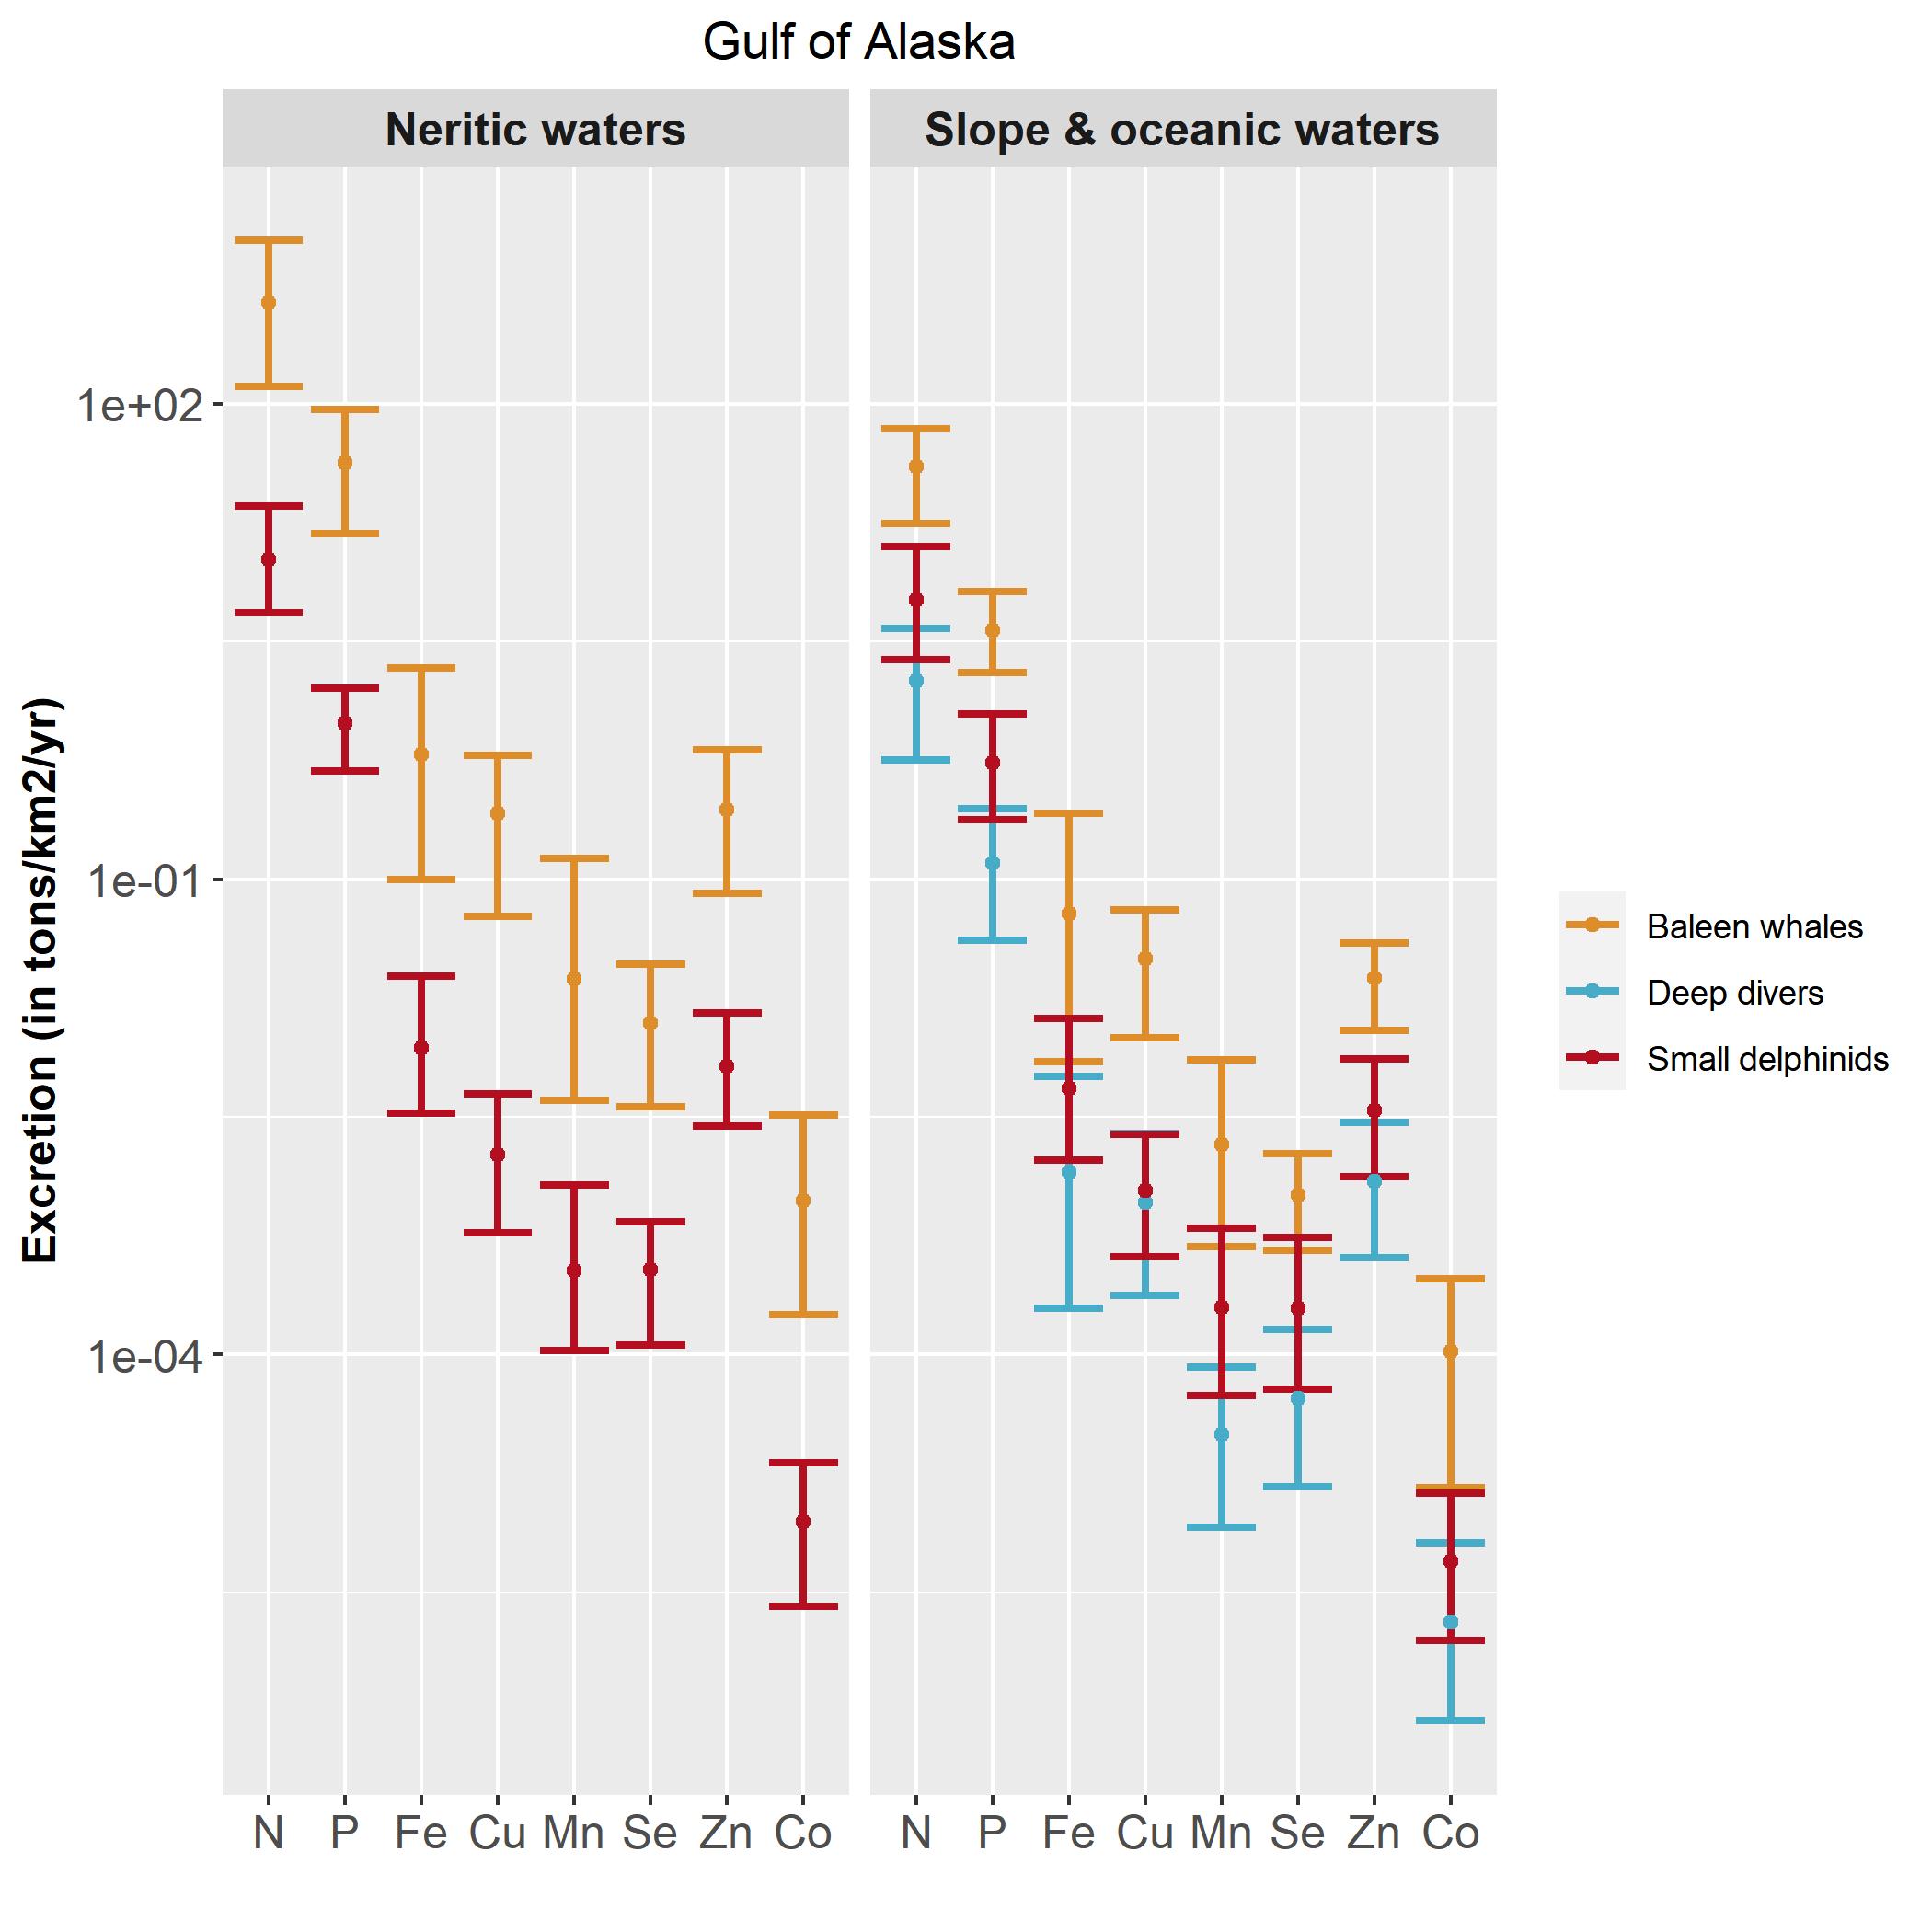 Gulf of Alaska
Neritic waters
Slope & oceanic waters
Excretion (in tons/km2/yr)
1e+02
1e-01
1e-04
N P Fe Cu Mn Se Zn Co
N P Fe Cu Mn Se Zn Co
Baleen whales
Deep divers
Small delphinids